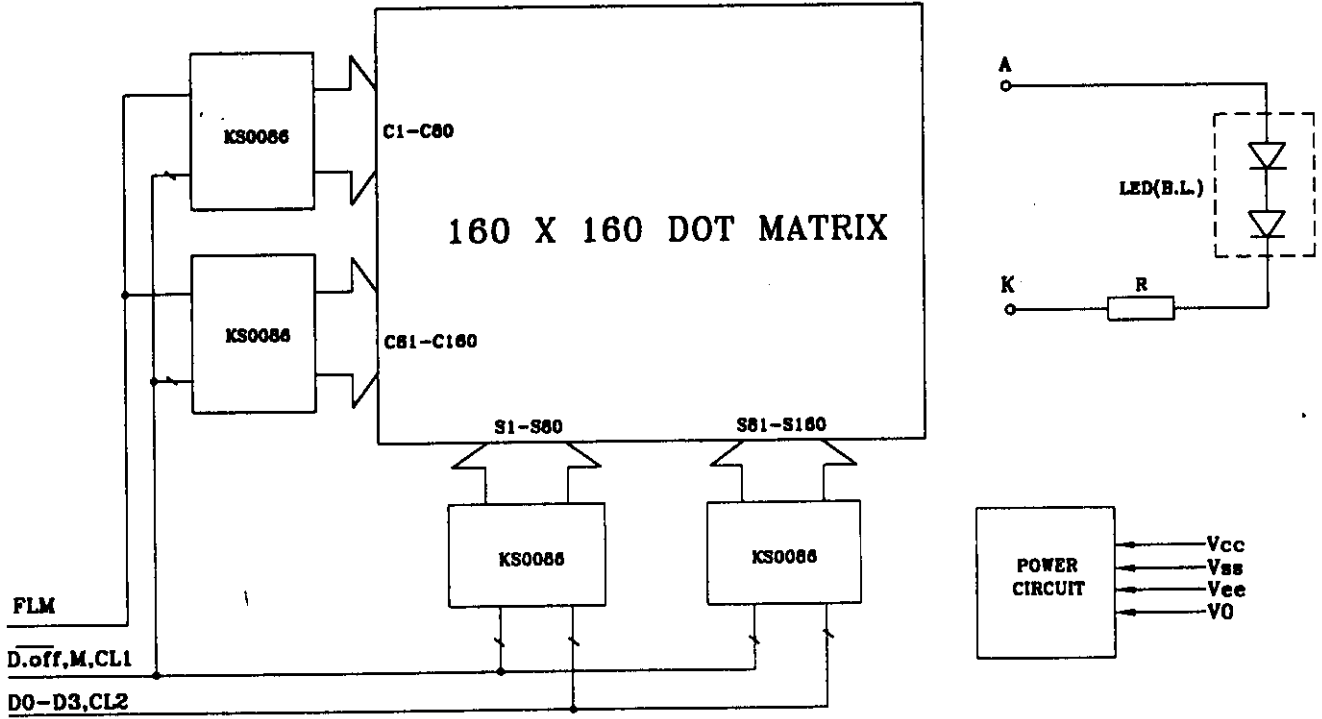 A
KS0086
C1-C80
LED(B.L.)
160 X 160 DOT MATRIX
K
R
KS0086
C81-C160
S1-S80
S81-S160
KS0086
KS0086
POWER
CIRCUIT
Vcc
Vss
Vee
V0
FLM
D.off,M,CL1
D0-D3,CL2